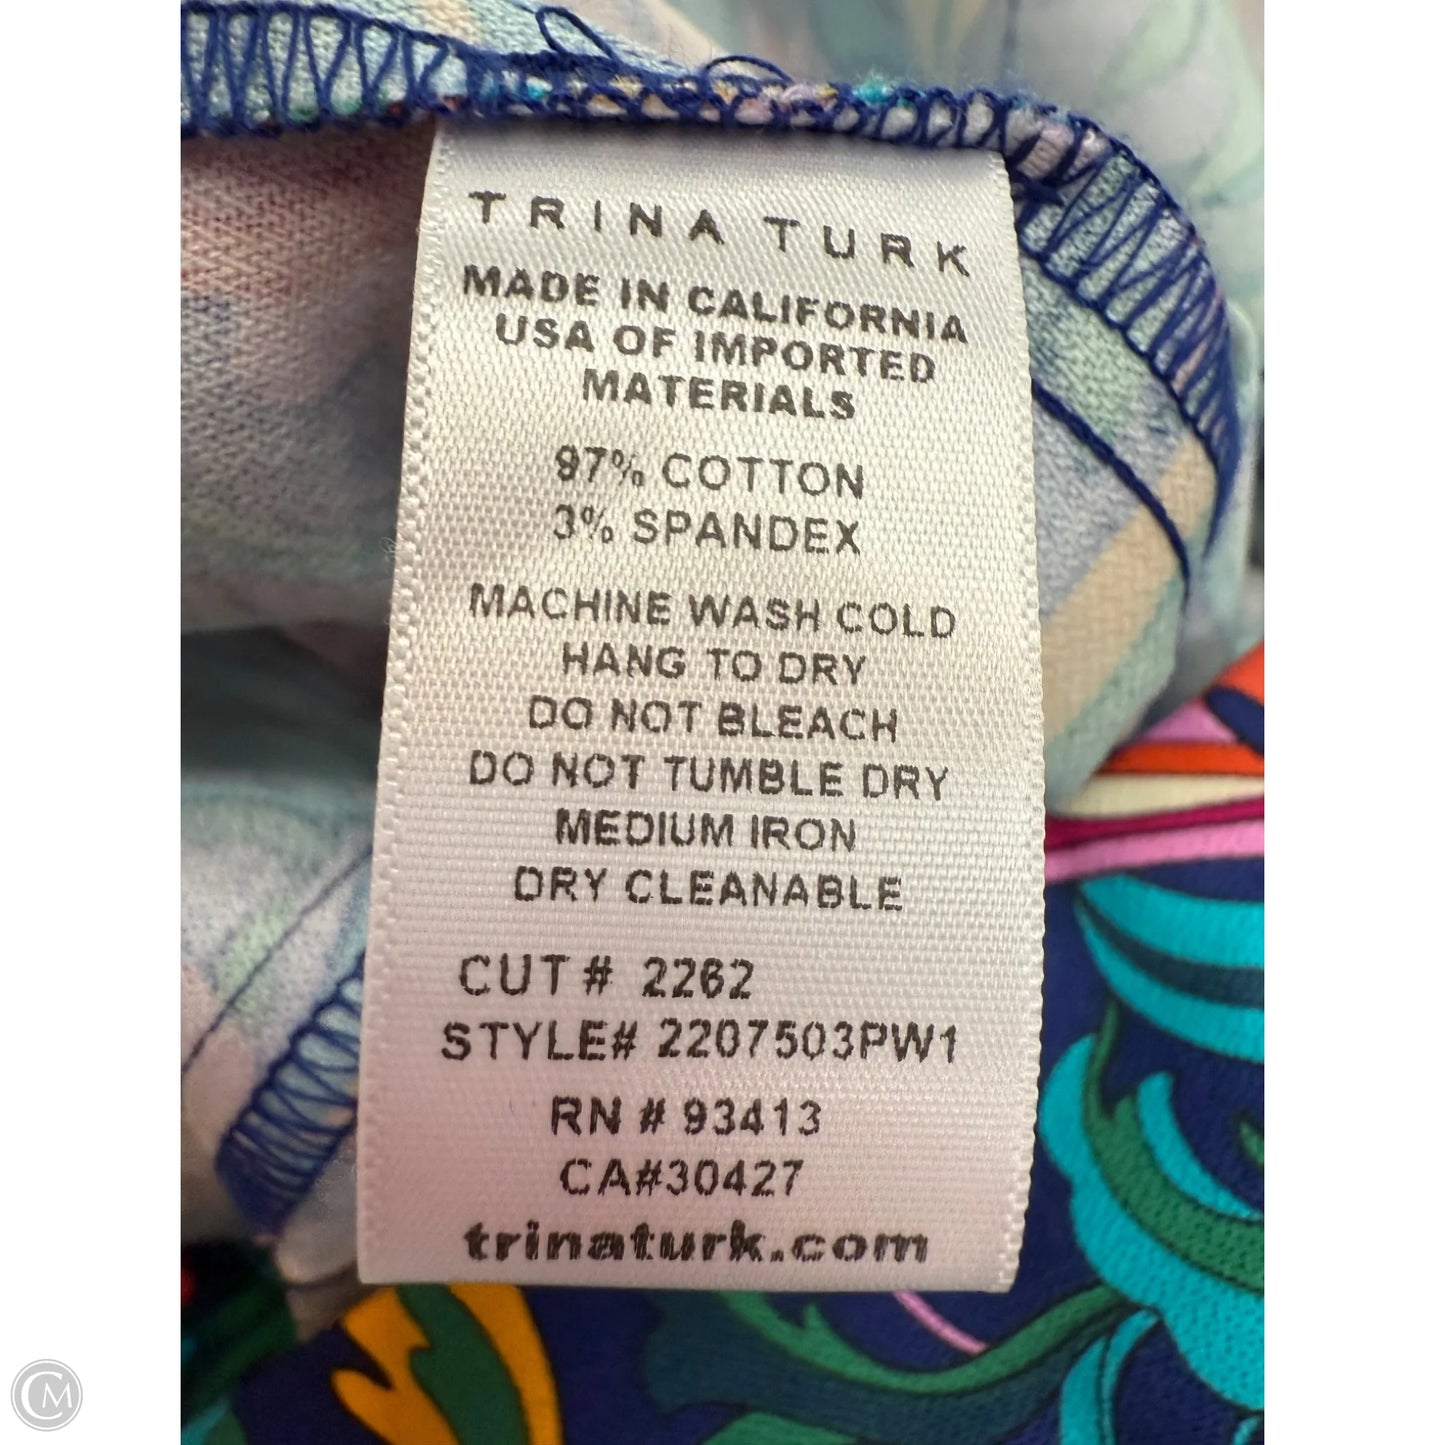 TRINA TURK
MADE IN CALIFORNIA
USA OF IMPORTED
MATERIALS
97% COTTON
3% SPANDEX
MACHINE WASH COLD
HANG TO DRY
DO NOT BLEACH
DO NOT TUMBLE DRY
MEDIUM IRON
DRY CLEANABLE
CUT # 2262
STYLE# 2207503PW1
RN # 93413
CA#30427
trinaturk.com
CM